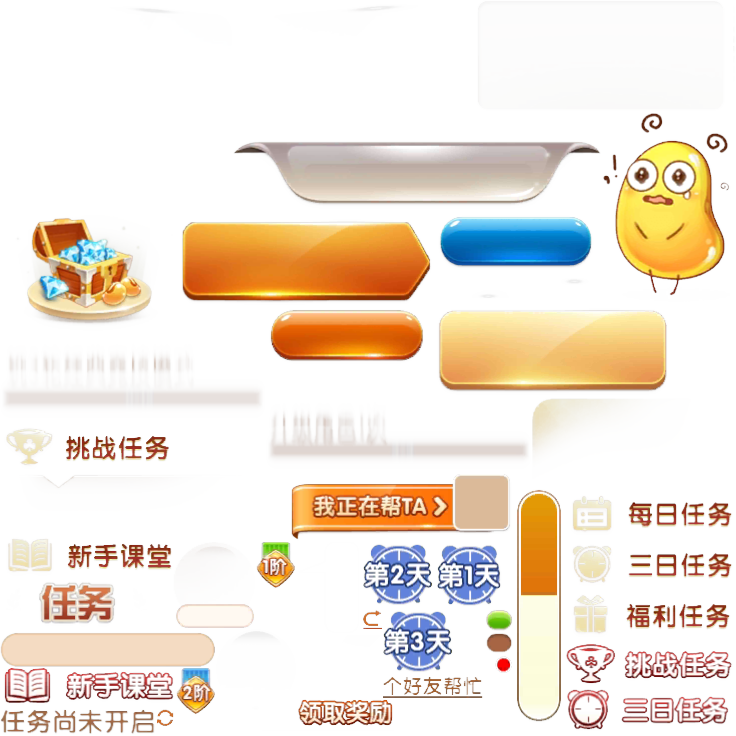 挑战任务
我正在帮TA
每日任务
新手课堂
1阶
第2天
第1天
三日任务
任务
福利任务
第3天
挑战任务
新手课堂
2阶
个好友帮忙
领取奖励
三日任务
任务尚未开启